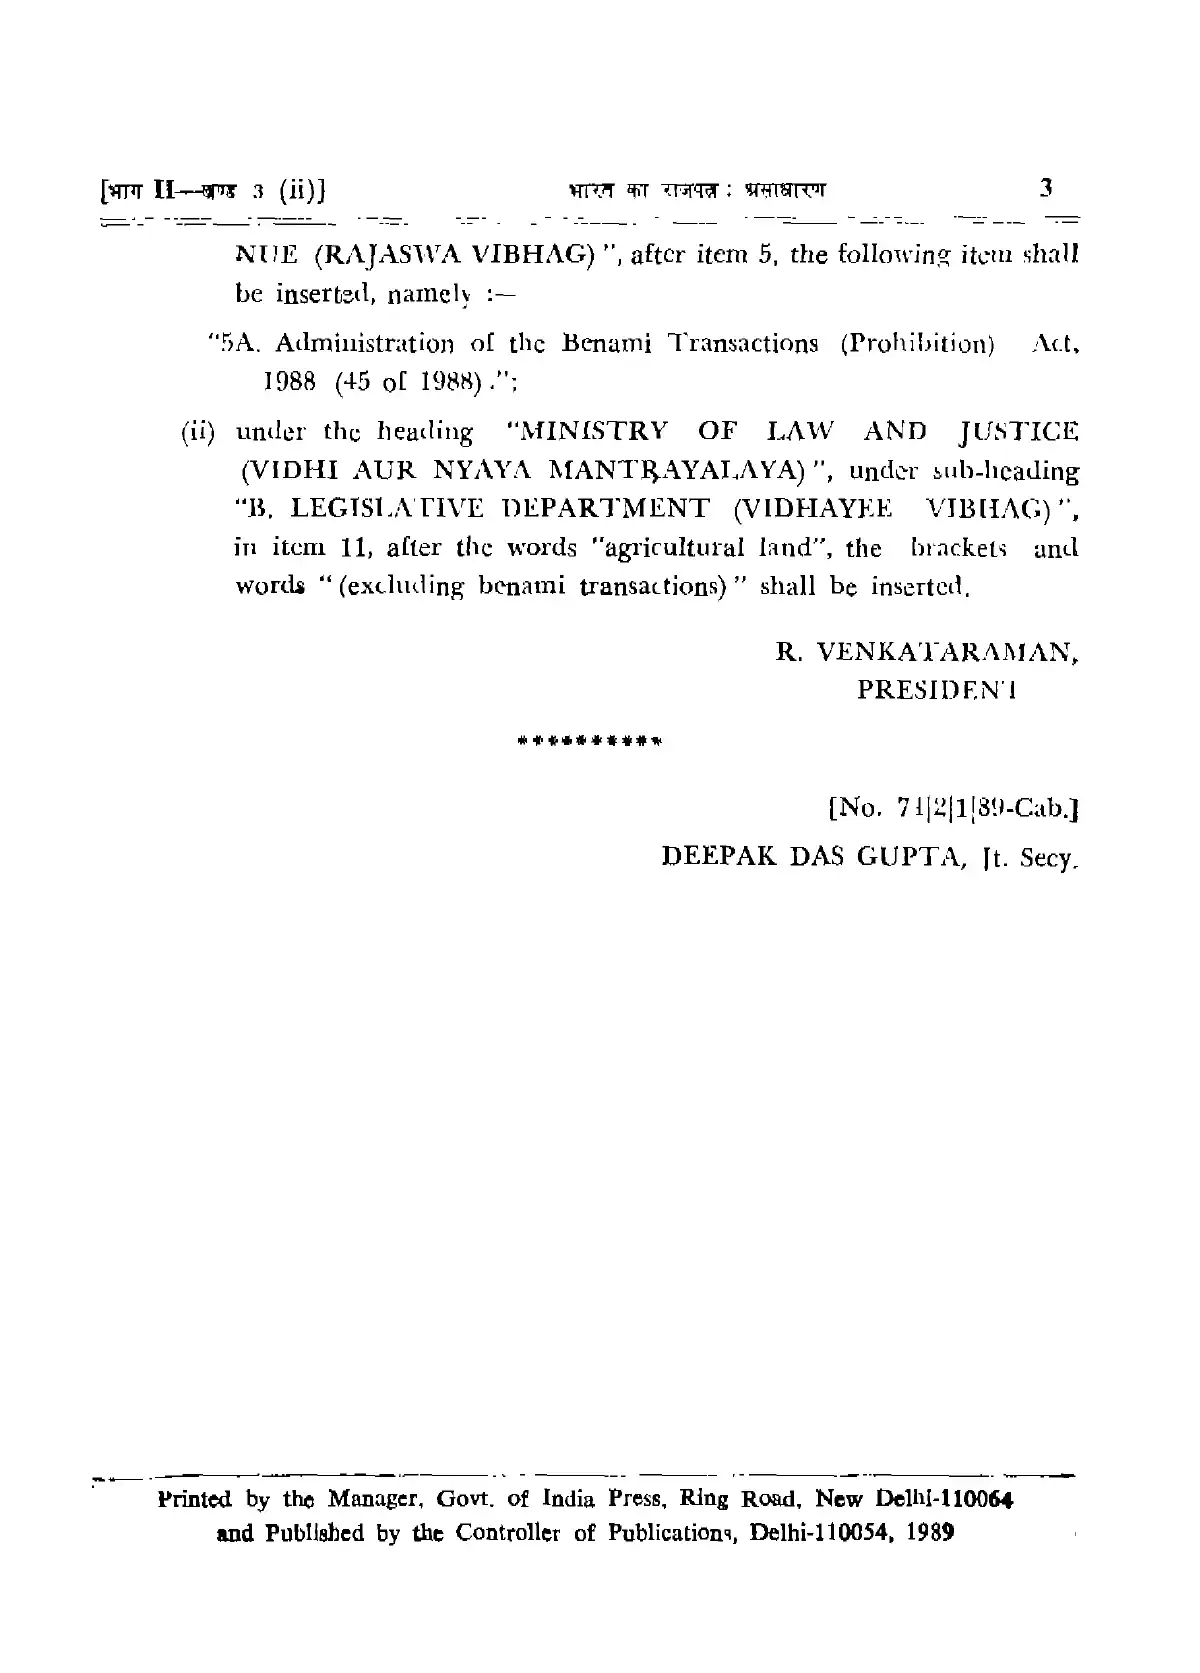 [भाग II—खण्ड 3 (ii)] भारत का राजपत्र : असाधारण 3
NUE (RAJASWA VIBHAG)", after item 5, the following item shall
be inserted, namely :—
"5A. Administration of the Benami Transactions (Prohibition) Act,
1988 (45 of 1988).";
(ii) under the heading "MINISTRY OF LAW AND JUSTICE
(VIDHI AUR NYAYA MANTRAYALAYA)", under sub-heading
"B. LEGISLATIVE DEPARTMENT (VIDHAYEE VIBHAG)",
in item 11, after the words "agricultural land", the brackets and
words "(excluding benami transactions)" shall be inserted.
R. VENKATARAMAN,
PRESIDENT
**********
[No. 74|2|1|89-Cab.]
DEEPAK DAS GUPTA, Jt. Secy.
Printed by the Manager, Govt. of India Press, Ring Road, New Delhi-110064
and Published by the Controller of Publications, Delhi-110054, 1989